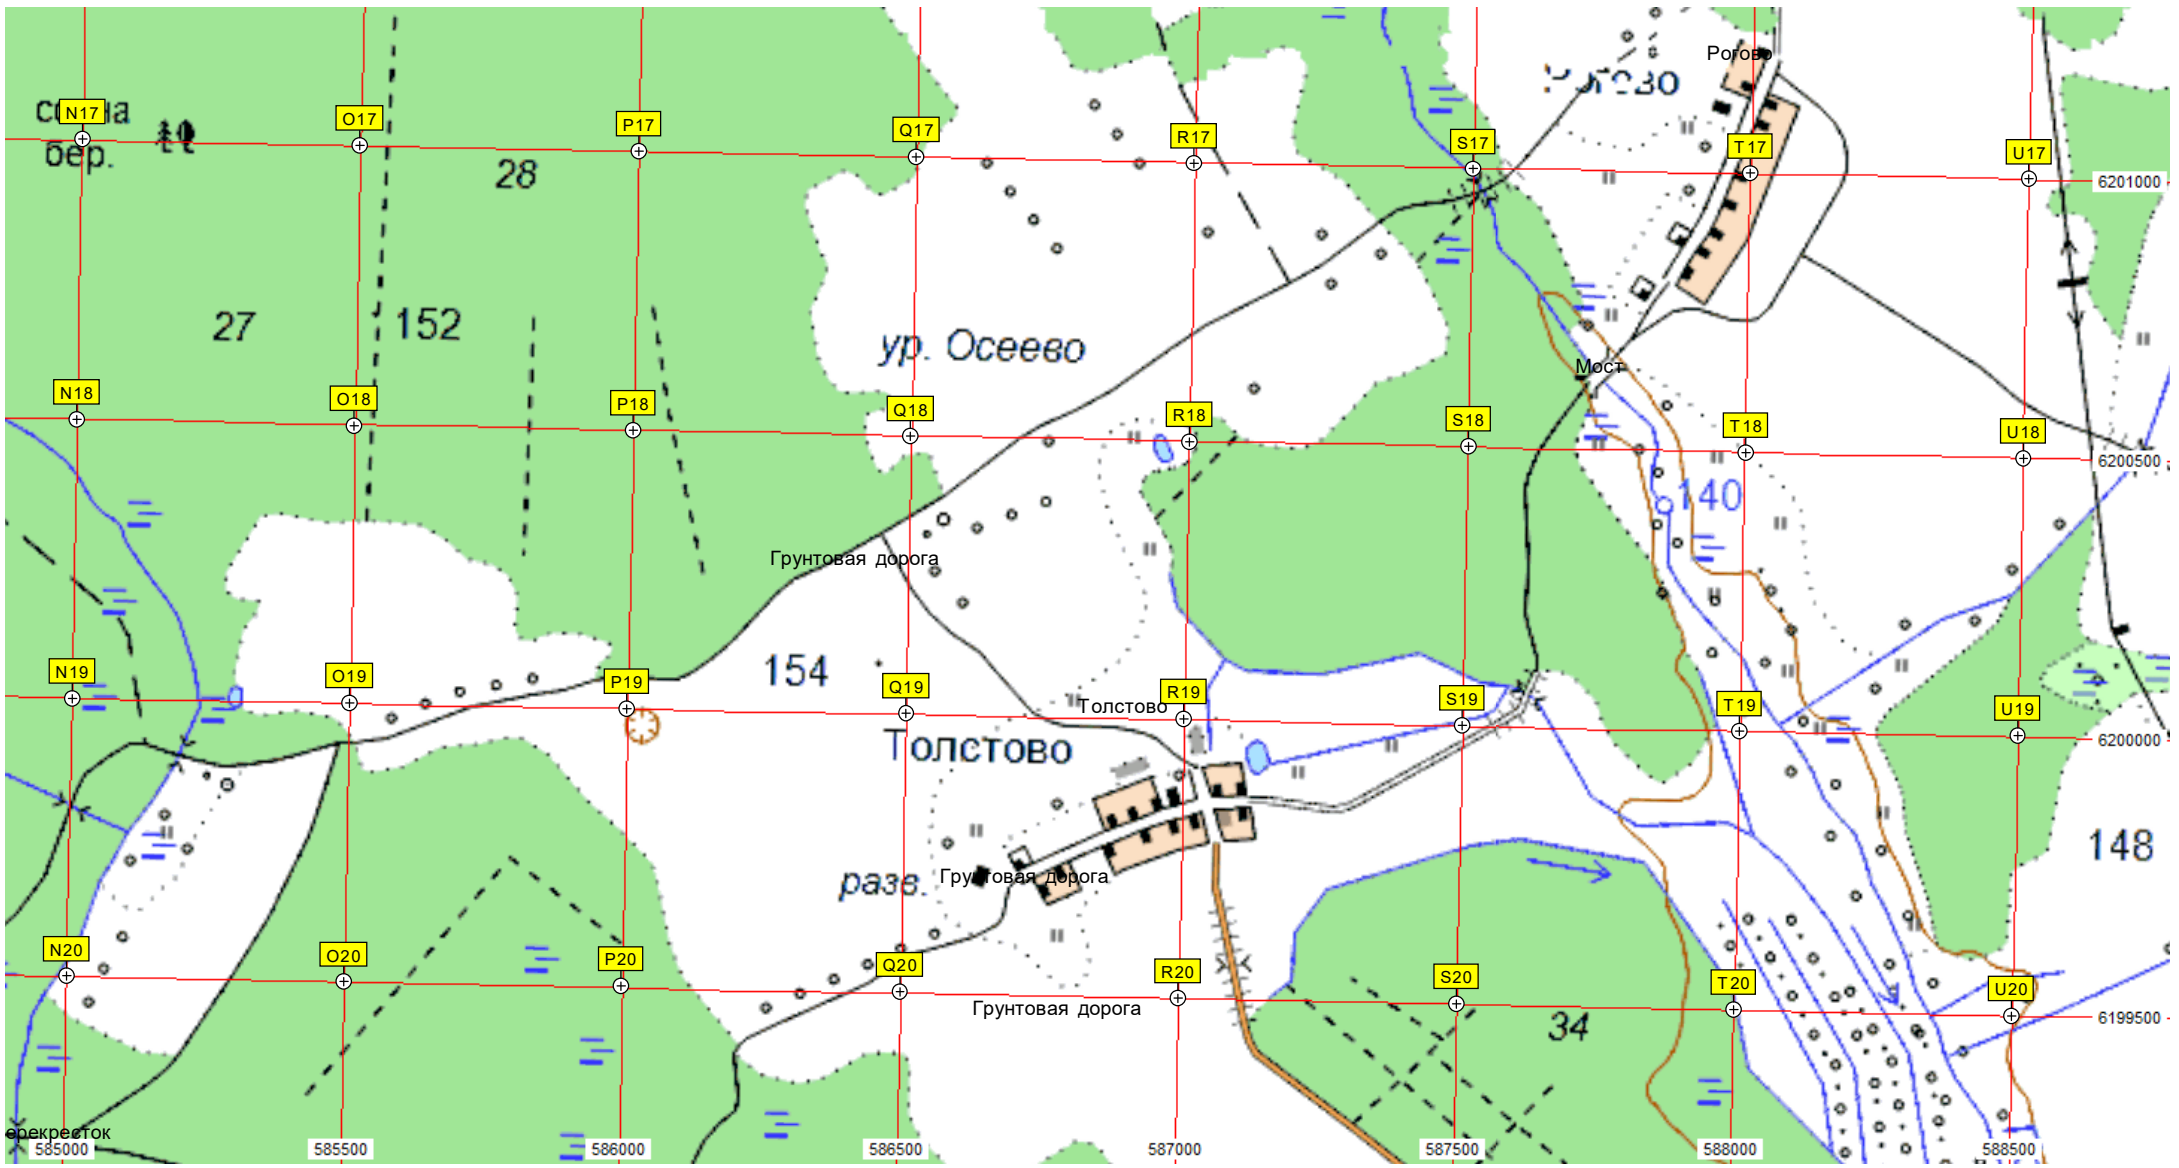 Рогово
сосна
N17
O17
P17
Q17
R17
S17
T17
U17
бер.
28
6201000
27
152
ур. Осеево
Мост
N18
O18
P18
Q18
R18
S18
T18
U18
6200500
140
Грунтовая дорога
154
N19
O19
P19
Q19
R19
S19
T19
U19
Толстово
Толстово
6200000
148
разв.
Грунтовая дорога
N20
O20
P20
Q20
R20
S20
T20
U20
Грунтовая дорога
34
6199500
ерекресток
585000
585500
586000
586500
587000
587500
588000
588500